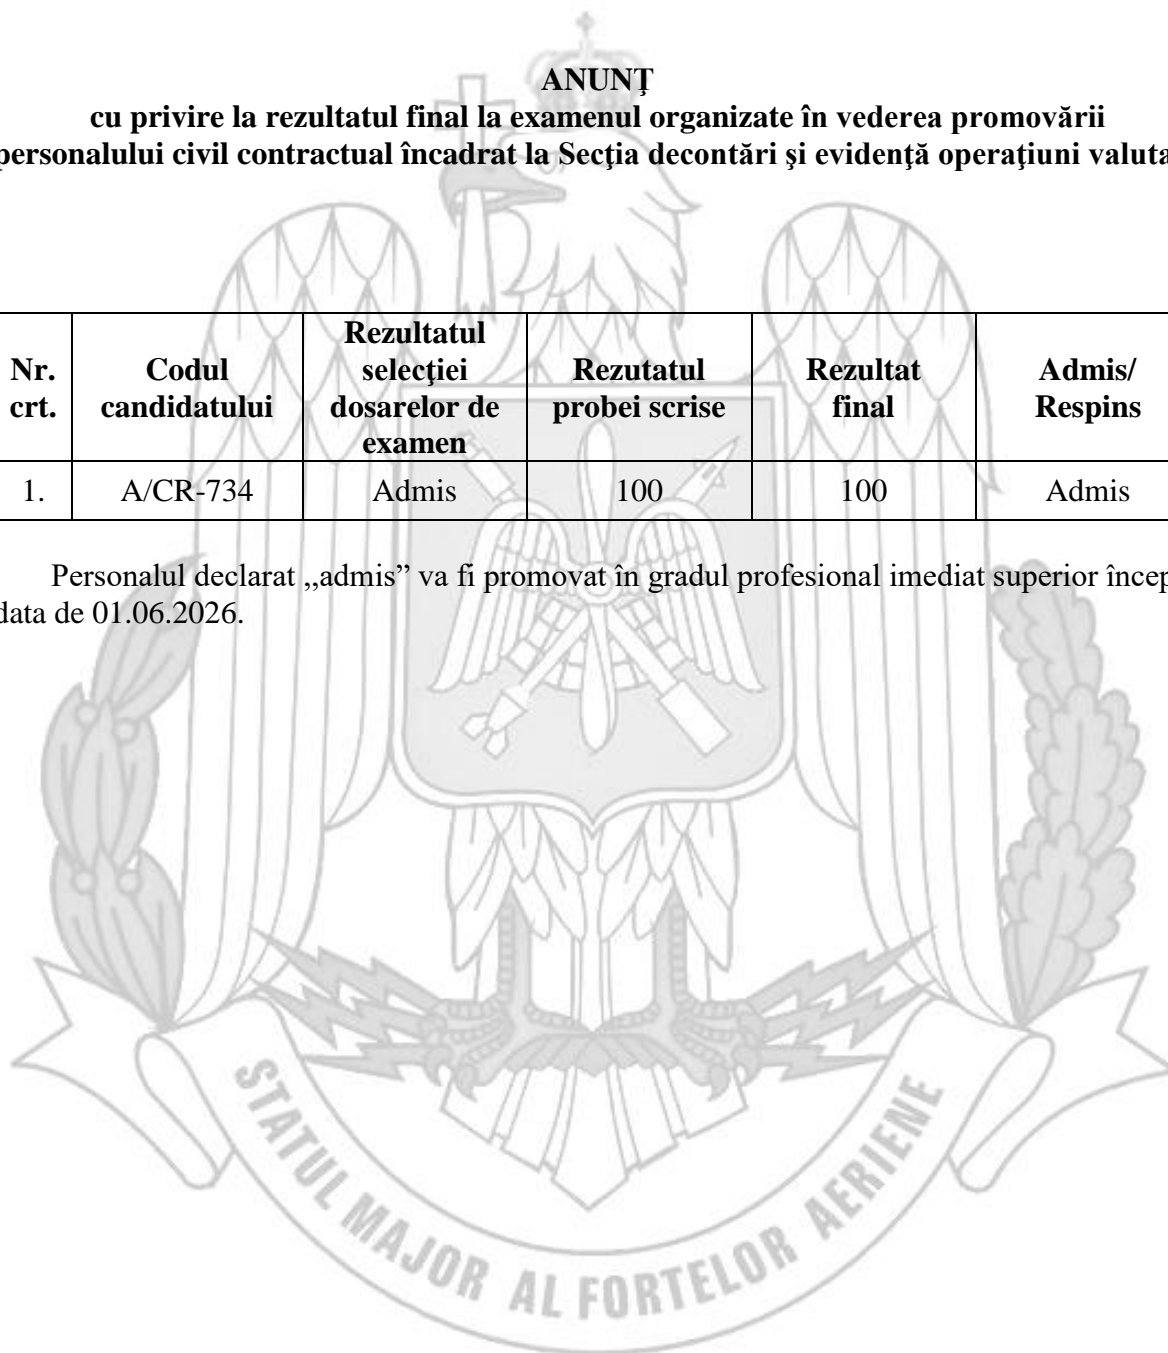 ANUNŢ
cu privire la rezultatul final la examenul organizate în vederea promovării
personalului civil contractual încadrat la Secţia decontări şi evidenţă operaţiuni valuta
Nr. crt.
Codul candidatului
Rezultatul selecţiei dosarelor de examen
Rezutatul probei scrise
Rezultat final
Admis/ Respins
1. A/CR-734 Admis 100 100 Admis
Personalul declarat ,,admis” va fi promovat în gradul profesional imediat superior încep
data de 01.06.2026.
STATUL MAJOR AL FORTELOR AERIENE